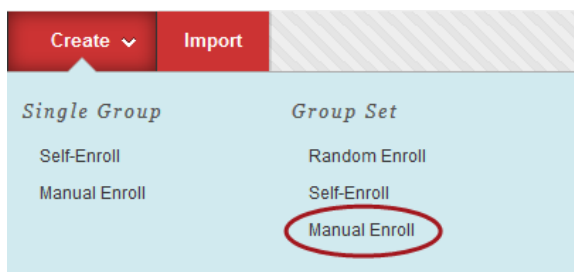 Create Import
Single Group
Self-Enroll
Manual Enroll
Group Set
Random Enroll
Self-Enroll
Manual Enroll